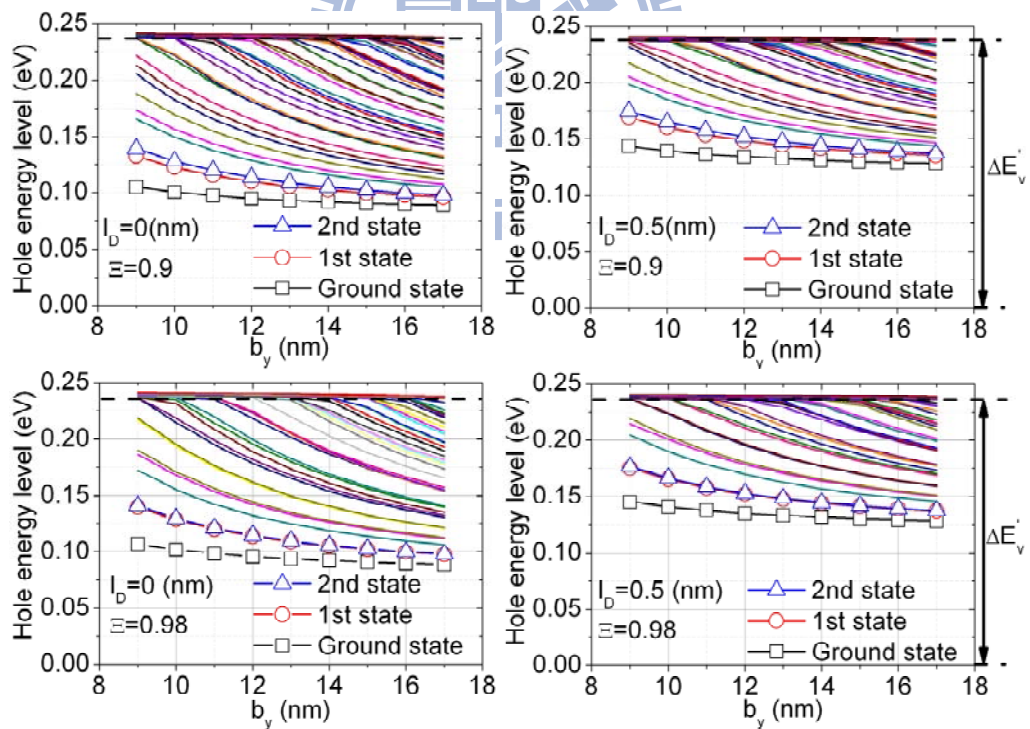 0.25
0.20
0.15
0.10
0.05
0.00
Hole energy level (eV)
l_D=0(nm)
Ξ=0.9
2nd state
1st state
Ground state
8 10 12 14 16 18
b_y (nm)
0.25
0.20
0.15
0.10
0.05
0.00
Hole energy level (eV)
l_D=0.5(nm)
Ξ=0.9
2nd state
1st state
Ground state
8 10 12 14 16 18
b_y (nm)
ΔE_v
0.25
0.20
0.15
0.10
0.05
0.00
Hole energy level (eV)
l_D=0 (nm)
Ξ=0.98
2nd state
1st state
Ground state
8 10 12 14 16 18
b_y (nm)
0.25
0.20
0.15
0.10
0.05
0.00
Hole energy level (eV)
l_D=0.5 (nm)
Ξ=0.98
2nd state
1st state
Ground state
8 10 12 14 16 18
b_y (nm)
ΔE_v